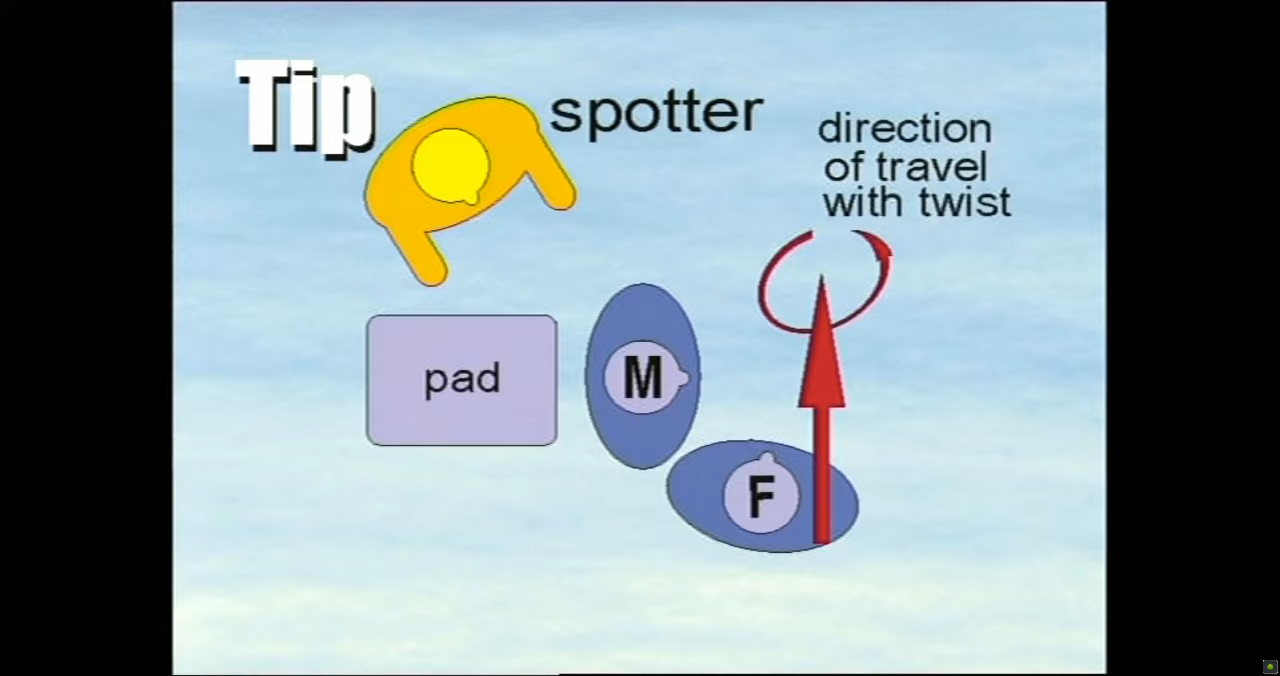 Tip
spotter
direction
of travel
with twist
pad
M
F